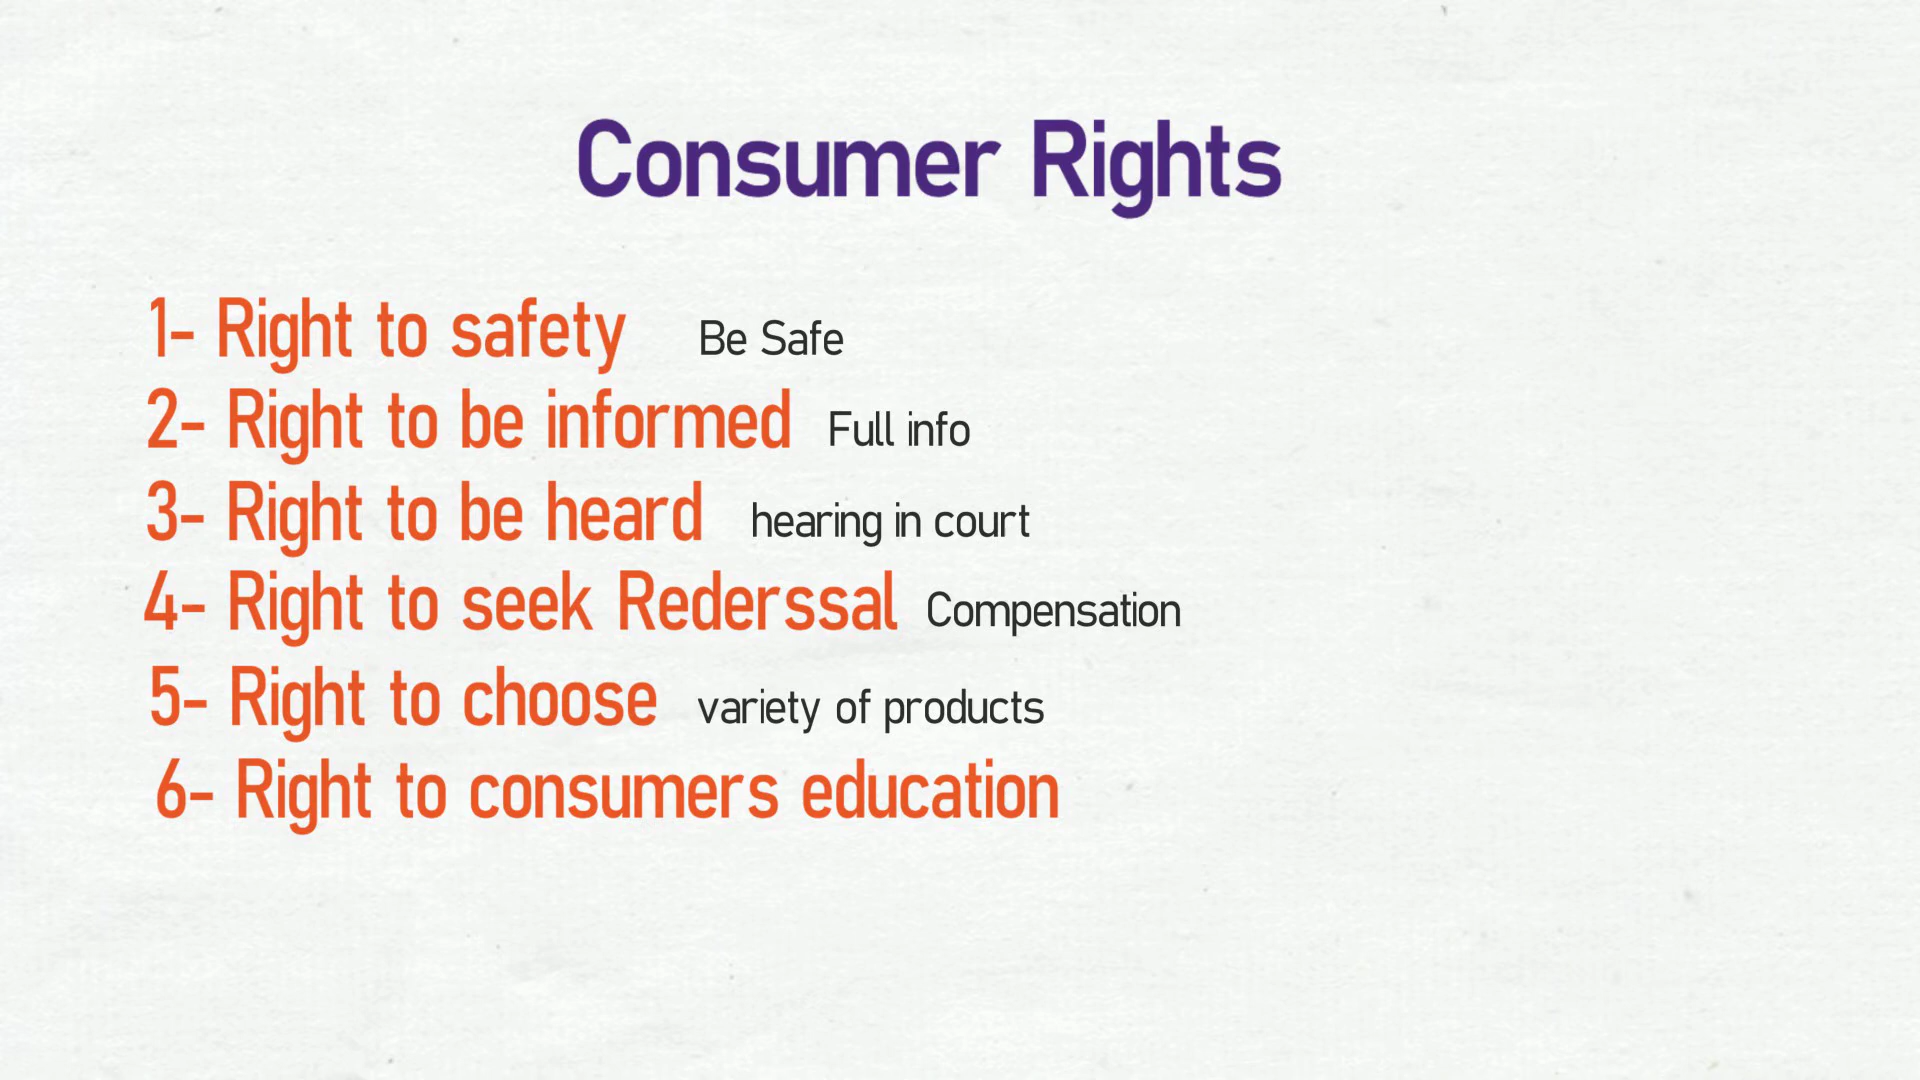 Consumer Rights
1- Right to safety Be Safe
2- Right to be informed Full info
3- Right to be heard hearing in court
4- Right to seek Rederssal Compensation
5- Right to choose variety of products
6- Right to consumers education